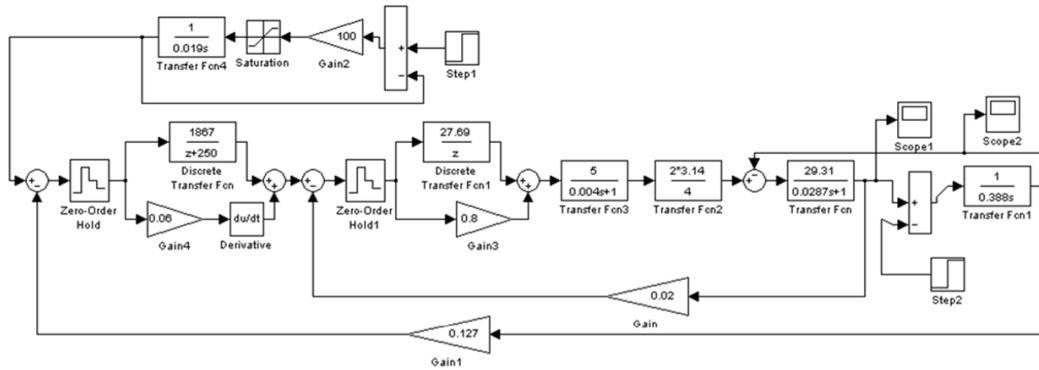 1
0.019s
Transfer Fcn4
Saturation
100
Gain2
+
−
Step1
+
−
Zero-Order
Hold
1867
z+250
Discrete
Transfer Fcn
0.06
Gain4
du/dt
Derivative
+
+
+
−
Zero-Order
Hold1
27.69
z
Discrete
Transfer Fcn1
0.8
Gain3
+
+
5
0.004s+1
Transfer Fcn3
2*3.14
4
Transfer Fcn2
−
+
29.31
0.0287s+1
Transfer Fcn
Scope1
Scope2
+
−
1
0.388s
Transfer Fcn1
Step2
0.02
Gain
0.127
Gain1